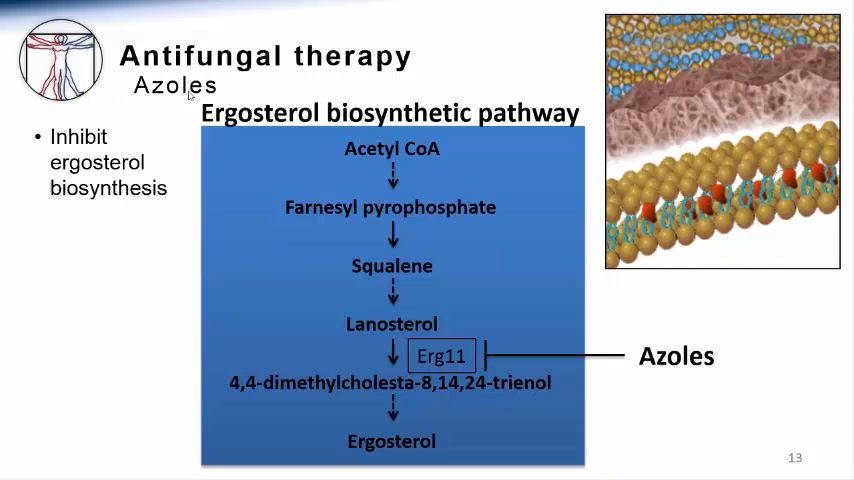 Antifungal therapy
Azoles
Ergosterol biosynthetic pathway
• Inhibit
ergosterol
biosynthesis
Acetyl CoA
Farnesyl pyrophosphate
Squalene
Lanosterol
Erg11
Azoles
4,4-dimethylcholesta-8,14,24-trienol
Ergosterol
13